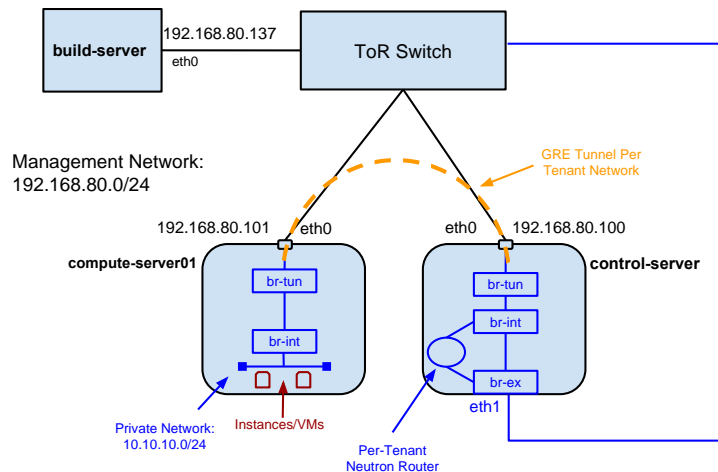 192.168.80.137
build-server
eth0
ToR Switch
Management Network:
192.168.80.0/24
GRE Tunnel Per
Tenant Network
192.168.80.101
eth0
eth0
192.168.80.100
compute-server01
control-server
br-tun
br-int
br-tun
br-int
br-ex
eth1
Private Network:
10.10.10.0/24
Instances/VMs
Per-Tenant
Neutron Router